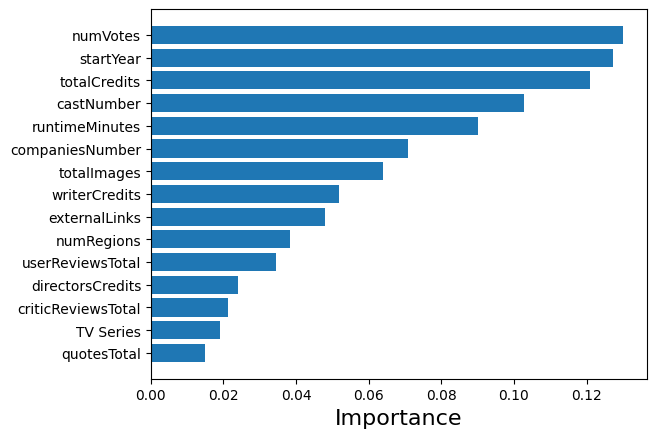 numVotes
startYear
totalCredits
castNumber
runtimeMinutes
companiesNumber
totalImages
writerCredits
externalLinks
numRegions
userReviewsTotal
directorsCredits
criticReviewsTotal
TV Series
quotesTotal
0.00 0.02 0.04 0.06 0.08 0.10 0.12
Importance